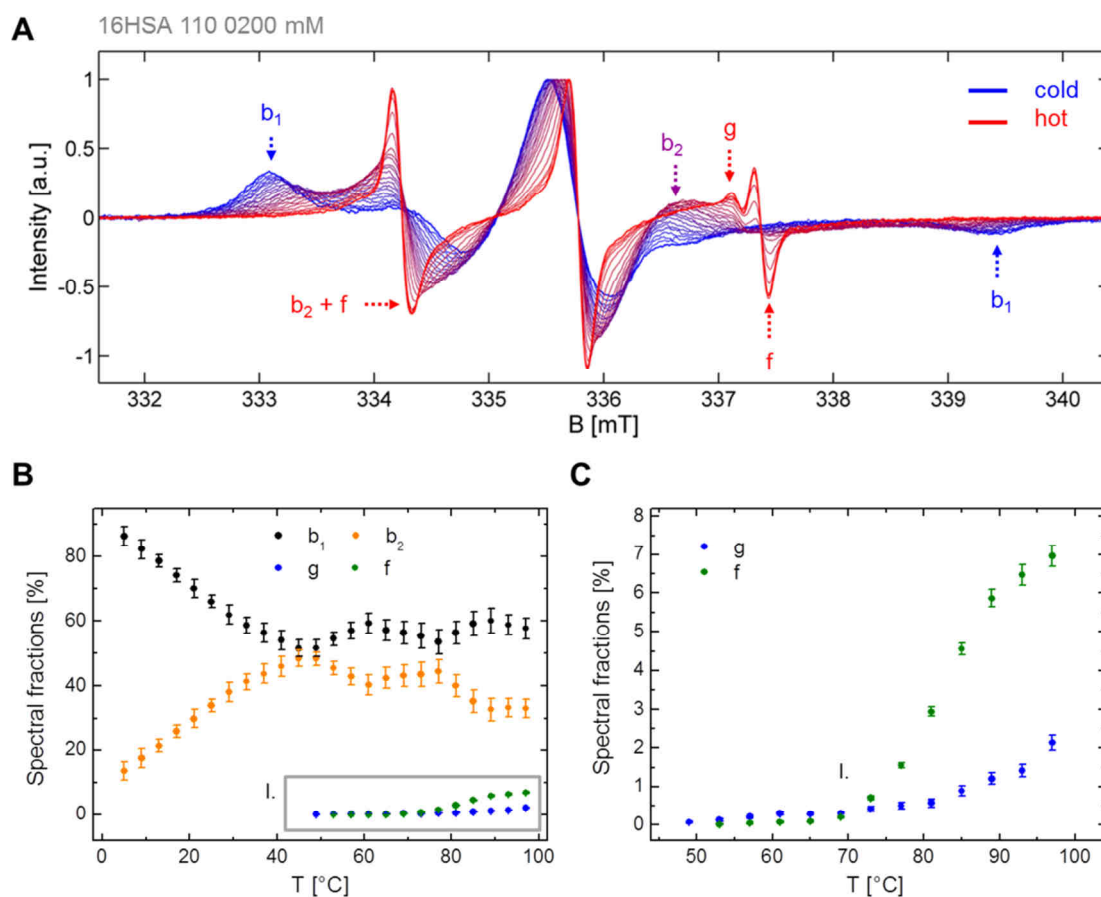 16HSA 110 0200 mM
A
Intensity [a.u.]
1
0.5
0
-0.5
-1
b₁
b₂ + f
b₂
g
f
b₁
cold
hot
332 333 334 335 336 337 338 339 340
B [mT]
B
Spectral fractions [%]
80
60
40
20
0
b₁ b₂
g f
I.
0 20 40 60 80 100
T [°C]
C
Spectral fractions [%]
8
7
6
5
4
3
2
1
0
g
f
I.
50 60 70 80 90 100
T [°C]